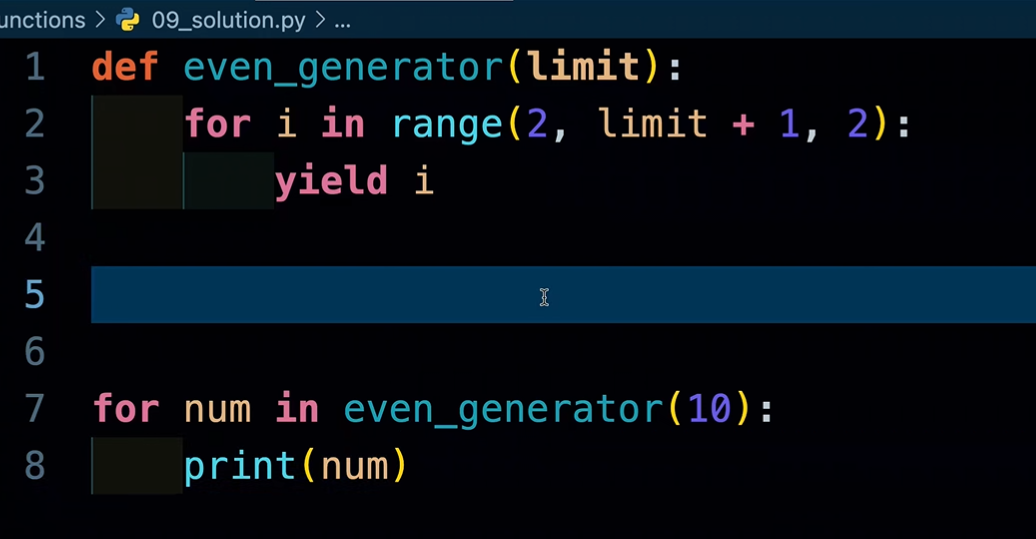 unctions > 09_solution.py > ...
1 def even_generator(limit):
2     for i in range(2, limit + 1, 2):
3         yield i
4
5
6
7 for num in even_generator(10):
8     print(num)